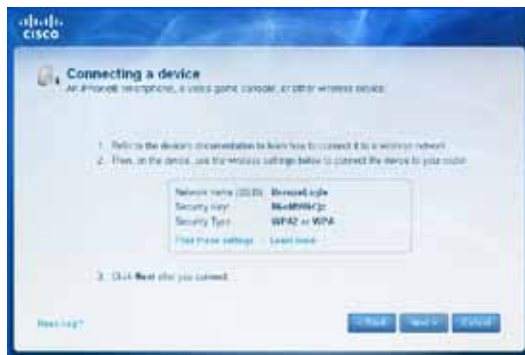 cisco
Connecting a device
An iPhone® smartphone, a video game console, or other wireless device.
1. Refer to the device's documentation to learn how to connect it to a wireless network.
2. Then, on the device, use the wireless settings below to connect the device to your router.
Network name (SSID):
Security Key:
Security Type: WPA2 or WPA
Print these settings Learn more
3. Click Next after you connect.
Need help?
< Back Next > Cancel